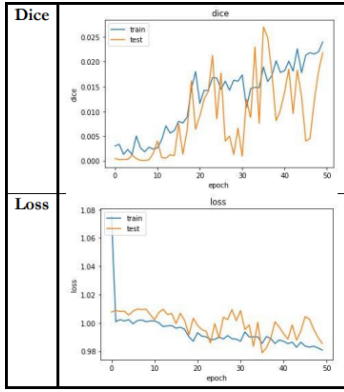 Dice
dice
train
test
dice
0.025
0.020
0.015
0.010
0.005
0.000
0
10
20
30
40
50
epoch
Loss
loss
train
test
loss
1.08
1.06
1.04
1.02
1.00
0.98
0
10
20
30
40
50
epoch